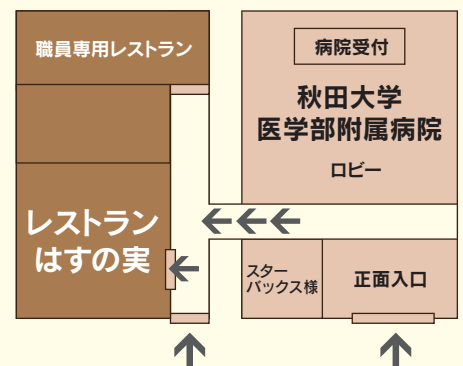 職員専用レストラン
病院受付
秋田大学
医学部附属病院
ロビー
レストラン
はすの実
スター
バックス様
正面入口